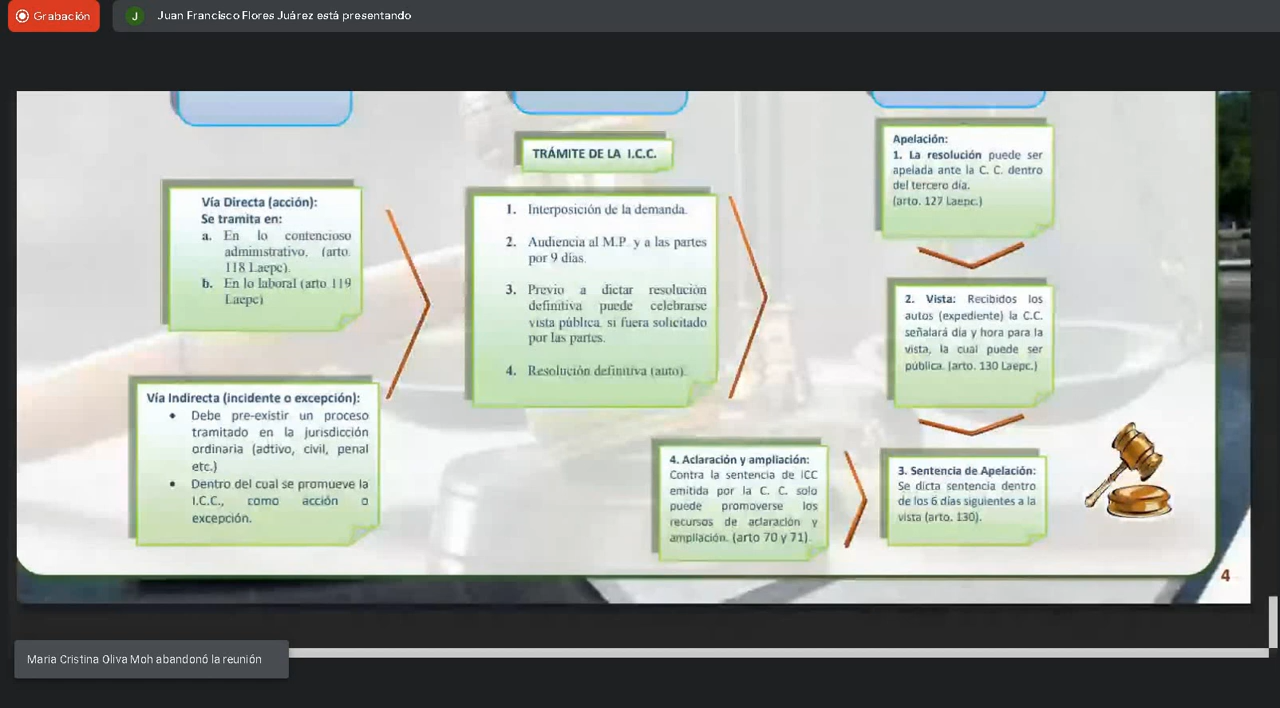 Grabación
J Juan Francisco Flores Juárez está presentando
TRÁMITE DE LA I.C.C.
Vía Directa (acción):
Se tramita en:
a. En lo contencioso
administrativo. (arto.
118 Laepc).
b. En lo laboral (arto 119
Laepc)
Vía Indirecta (incidente o excepción):
• Debe pre-existir un proceso
tramitado en la jurisdicción
ordinaria (adtivo, civil, penal
etc.)
• Dentro del cual se promueve la
I.C.C., como acción o
excepción.
1. Interposición de la demanda.
2. Audiencia al M.P. y a las partes
por 9 días.
3. Previo a dictar resolución
definitiva puede celebrarse
vista pública, si fuera solicitado
por las partes.
4. Resolución definitiva (auto).
Apelación:
1. La resolución puede ser
apelada ante la C. C. dentro
del tercero día.
(arto. 127 Laepc.)
2. Vista: Recibidos los
autos (expediente) la C.C.
señalará día y hora para la
vista, la cual puede ser
pública. (arto. 130 Laepc.)
3. Sentencia de Apelación:
Se dicta sentencia dentro
de los 6 días siguientes a la
vista (arto. 130).
4. Aclaración y ampliación:
Contra la sentencia de ICC
emitida por la C. C. solo
puede promoverse los
recursos de aclaración y
ampliación. (arto 70 y 71).
4
Maria Cristina Oliva Moh abandonó la reunión